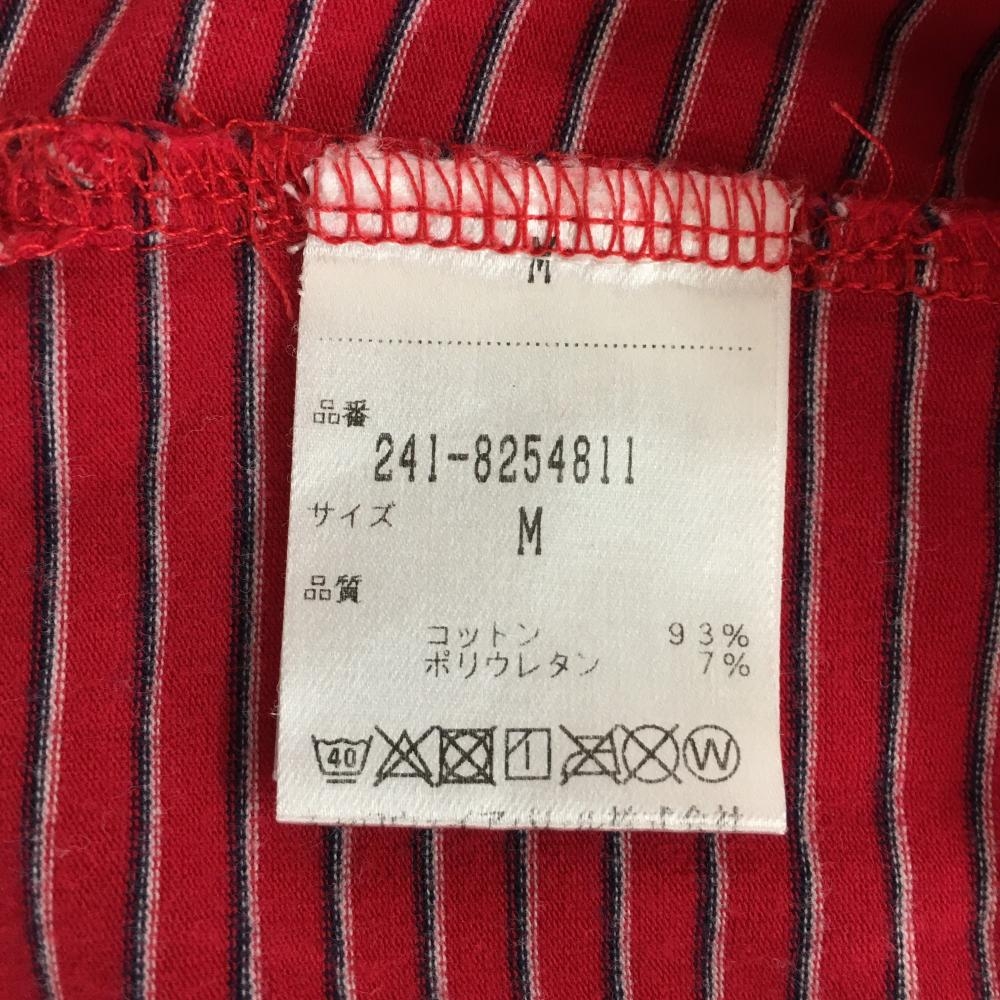 M
品番
241-8254811
サイズ M
品質
コットン 93%
ポリウレタン 7%
40 W